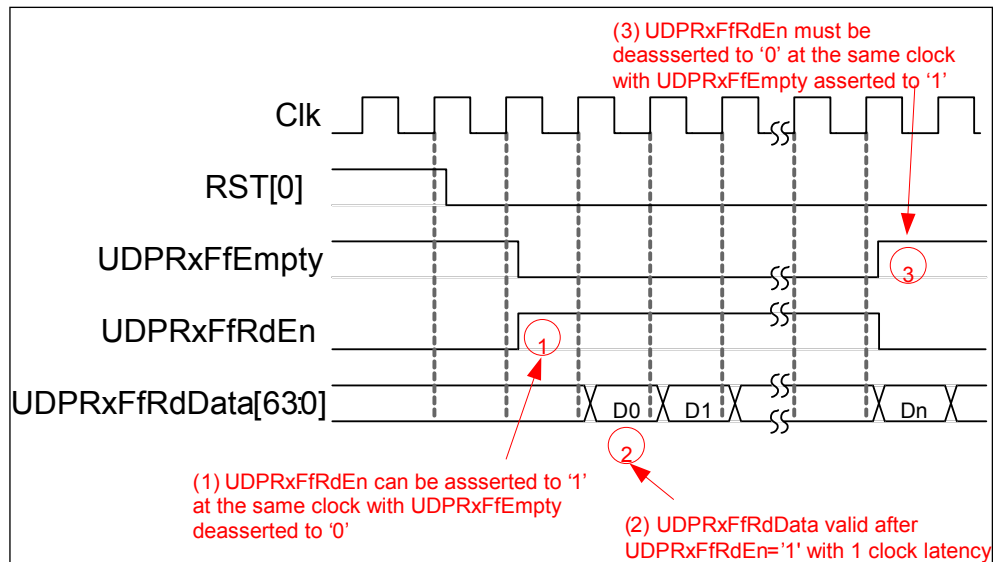 (3) UDPRxFfRdEn must be
deassserted to ‘0’ at the same clock
with UDPRxFfEmpty asserted to ‘1’
Clk
RST[0]
UDPRxFfEmpty
3
UDPRxFfRdEn
1
UDPRxFfRdData[63:0]
D0
D1
Dn
2
(1) UDPRxFfRdEn can be assserted to ‘1’
at the same clock with UDPRxFfEmpty
deasserted to ‘0’
(2) UDPRxFfRdData valid after
UDPRxFfRdEn=’1' with 1 clock latency